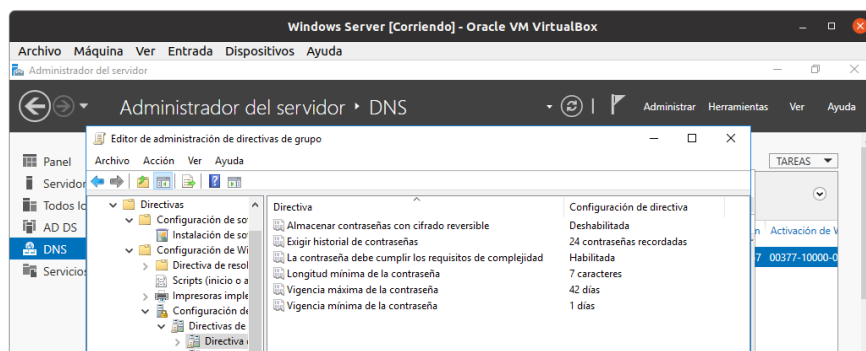 Windows Server [Corriendo] - Oracle VM VirtualBox
Archivo Máquina Ver Entrada Dispositivos Ayuda
Administrador del servidor
Administrador del servidor DNS
Administrar Herramientas Ver Ayuda
Editor de administración de directivas de grupo
Archivo Acción Ver Ayuda
Panel
Servidor
Todos lo
AD DS
DNS
Servicios
TAREAS
Activación de
00377-10000-0
Directivas
Configuración de so
Instalación de so
Configuración de Wi
Directiva de resol
Scripts (inicio o a
Impresoras imple
Configuración de
Directivas de
Directiva
Directiva Configuración de directiva
Almacenar contraseñas con cifrado reversible Deshabilitada
Exigir historial de contraseñas 24 contraseñas recordadas
La contraseña debe cumplir los requisitos de complejidad Habilitada
Longitud mínima de la contraseña 7 caracteres
Vigencia máxima de la contraseña 42 días
Vigencia mínima de la contraseña 1 días